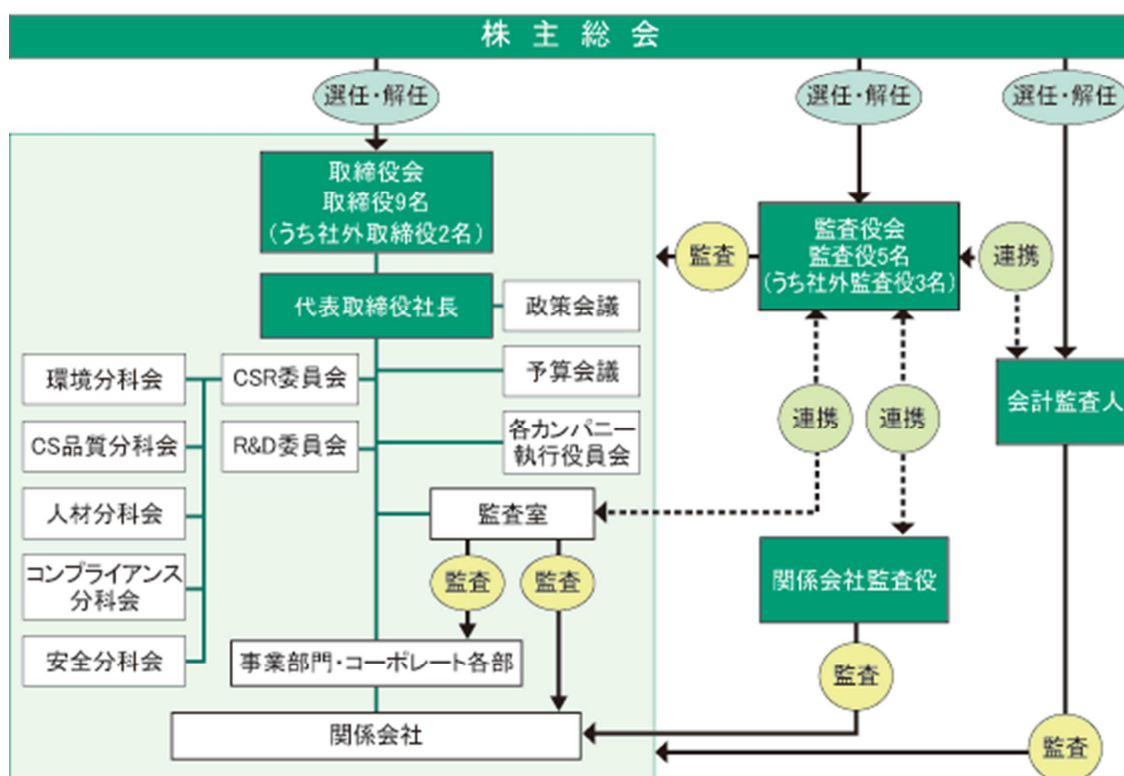 株主総会
選任・解任
選任・解任
選任・解任
取締役会
取締役9名
(うち社外取締役2名)
監査役会
監査役5名
(うち社外監査役3名)
監査
連携
代表取締役社長
政策会議
環境分科会
CSR委員会
予算会議
会計監査人
CS品質分科会
R&D委員会
各カンパニー
執行役員会
連携
連携
人材分科会
監査室
コンプライアンス
分科会
監査
監査
関係会社監査役
安全分科会
事業部門・コーポレート各部
監査
関係会社
監査